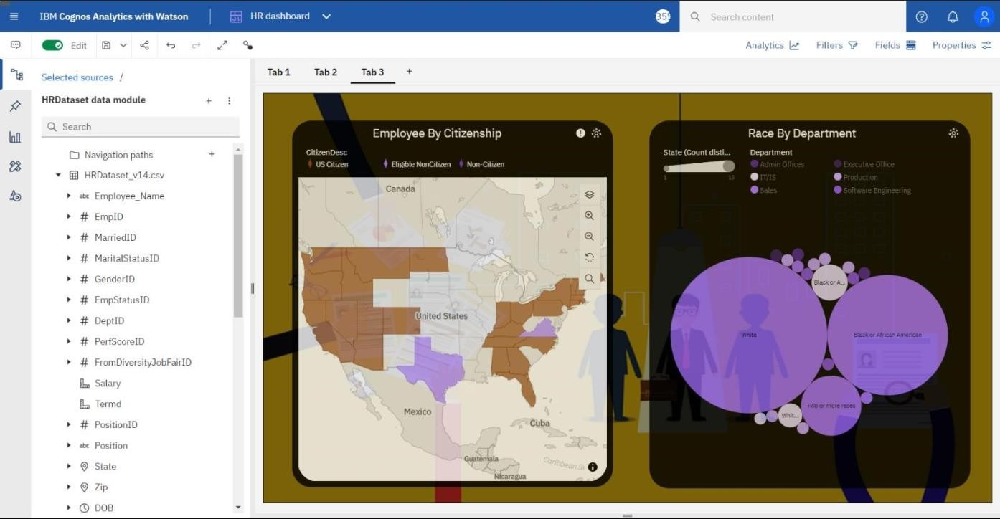 IBM Cognos Analytics with Watson
HR dashboard
Search content
Edit
Analytics
Filters
Fields
Properties
Selected sources /
HRDataset data module
Search
Navigation paths
HRDataset_v14.csv
abc Employee_Name
# EmpID
# MarriedID
# MaritalStatusID
# GenderID
# EmpStatusID
# DeptID
# PerfScoreID
# FromDiversityJobFairID
Salary
Termd
# PositionID
abc Position
State
Zip
DOB
Tab 1 Tab 2 Tab 3 +
Employee By Citizenship
CitizenDesc
US Citizen Eligible NonCitizen Non-Citizen
Canada
United States
Mexico
Cuba
Guatemala
Caribbean
Nicaragua
Race By Department
State (Count disti...
1 13
Department
Admin Offices Executive Office
IT/IS Production
Sales Software Engineering
Black or A...
White
Black or African American
Two or more races
Whit...